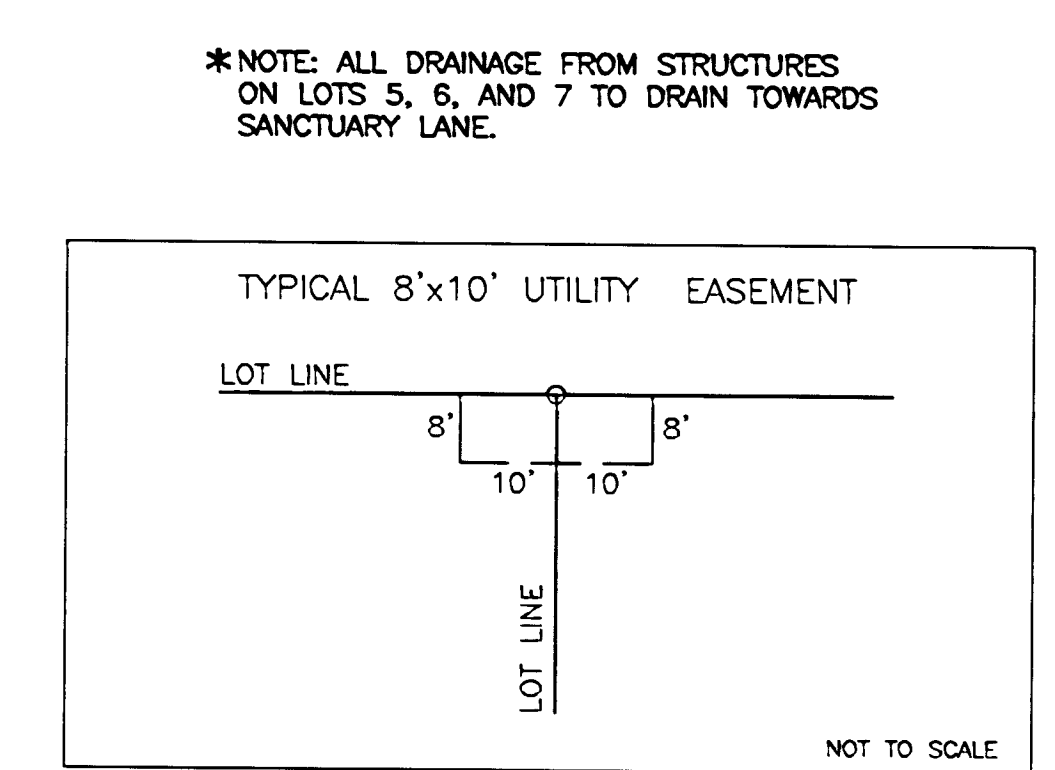 *NOTE: ALL DRAINAGE FROM STRUCTURES
ON LOTS 5, 6, AND 7 TO DRAIN TOWARDS
SANCTUARY LANE.
TYPICAL 8'x10' UTILITY EASEMENT
LOT LINE
8' 8'
10' 10'
LOT LINE
NOT TO SCALE